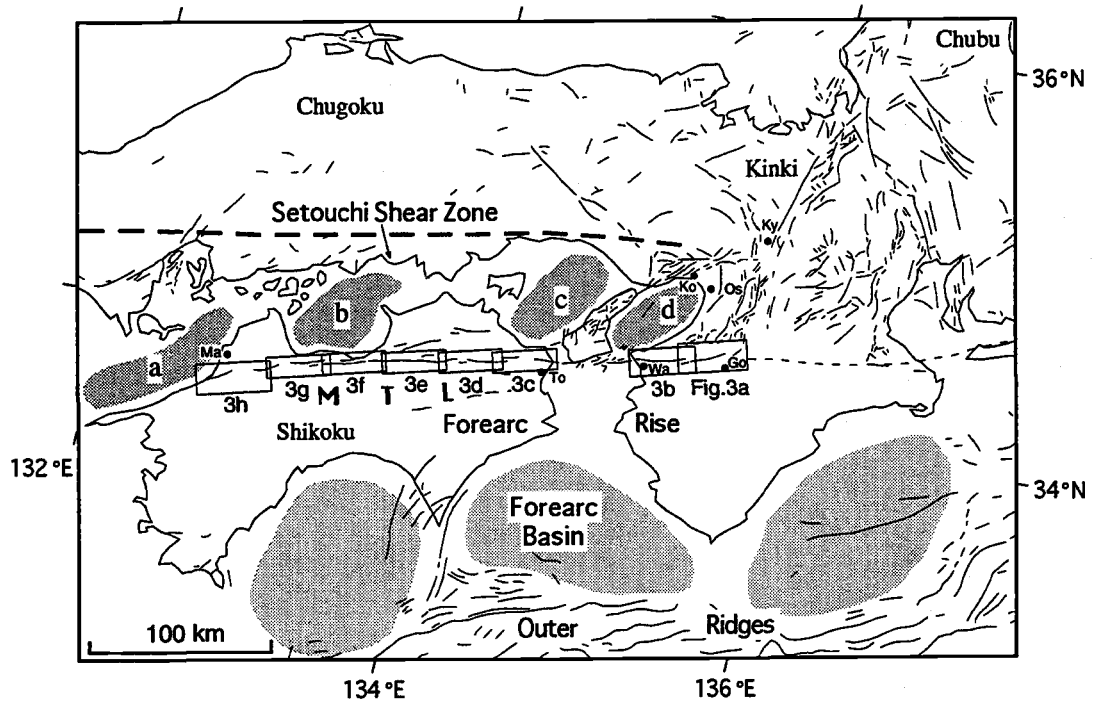 Chubu
36°N
Chugoku
Kinki
Setouchi Shear Zone
Ky
Ko
Os
c
b
d
a
Ma
To
Wa
Go
3h
3g
3f
3e
3d
3c
3b
Fig.3a
M T L
Shikoku
Forearc
Rise
132°E
34°N
Forearc
Basin
100 km
Outer
Ridges
134°E
136°E